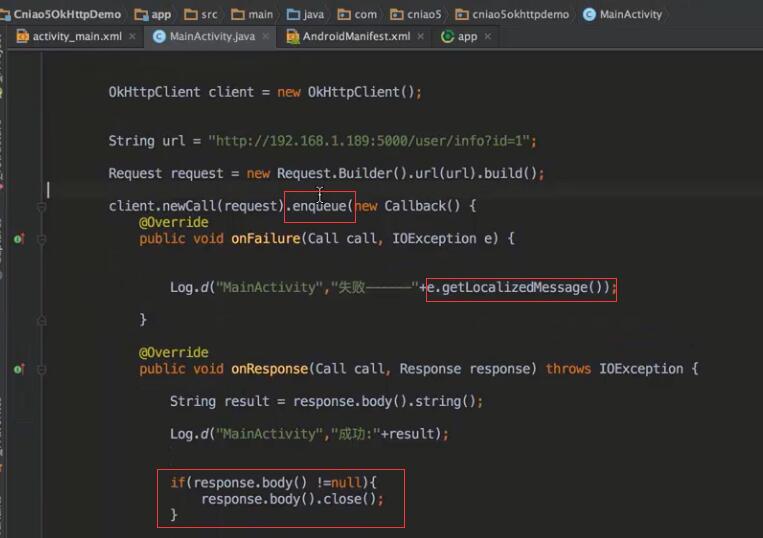 Cniao5OkHttpDemo app src main java com cniao5 cniao5okhttpdemo MainActivity
activity_main.xml MainActivity.java AndroidManifest.xml app
OkHttpClient client = new OkHttpClient();
String url = "http://192.168.1.189:5000/user/info?id=1";
Request request = new Request.Builder().url(url).build();
client.newCall(request).enqueue(new Callback() {
@Override
public void onFailure(Call call, IOException e) {
Log.d("MainActivity","失败——————"+e.getLocalizedMessage());
}
@Override
public void onResponse(Call call, Response response) throws IOException {
String result = response.body().string();
Log.d("MainActivity","成功:"+result);
if(response.body() !=null){
response.body().close();
}